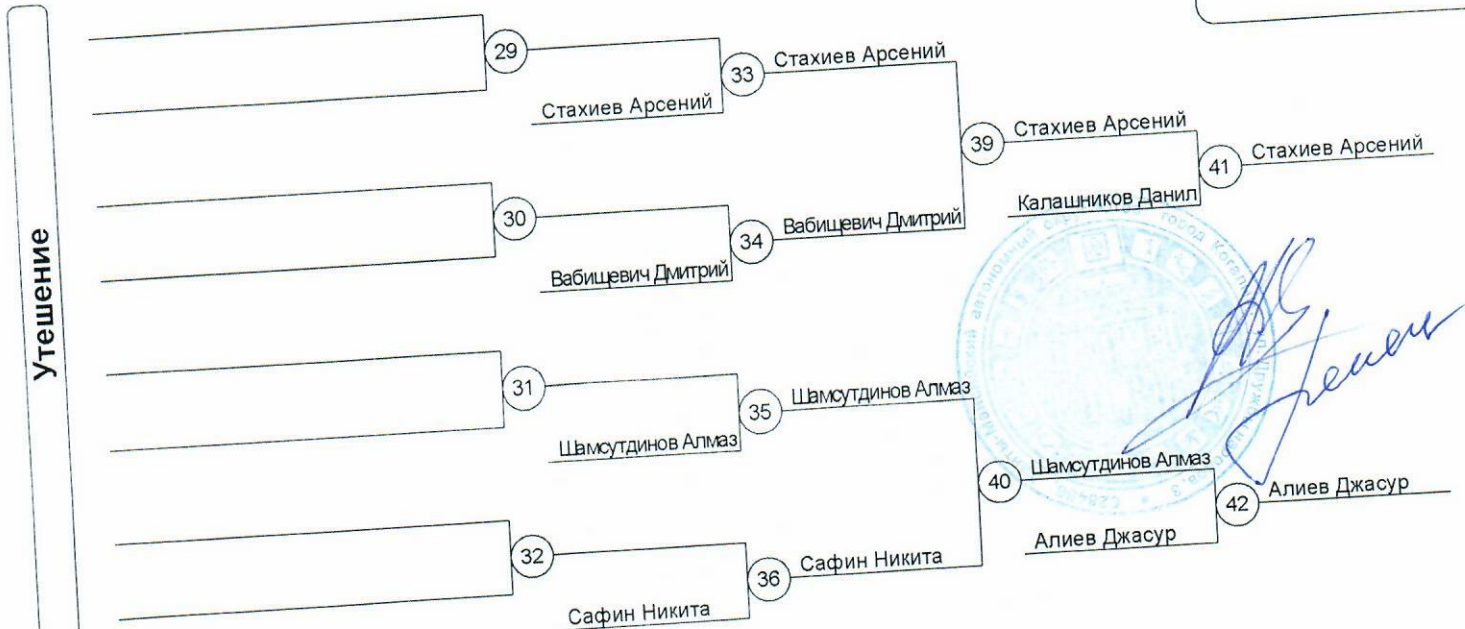 Утешение
29
33
Стахиев Арсений
Стахиев Арсений
39
Стахиев Арсений
41
Стахиев Арсений
Калашников Данил
30
34
Вабищевич Дмитрий
Вабищевич Дмитрий
31
35
Шамсутдинов Алмаз
Шамсутдинов Алмаз
40
Шамсутдинов Алмаз
42
Алиев Джасур
Алиев Джасур
32
36
Сафин Никита
Сафин Никита